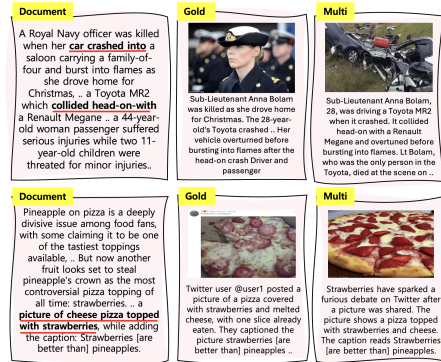 Document
A Royal Navy officer was killed
when her car crashed into a
saloon carrying a family-of-
four and burst into flames as
she drove home for
Christmas, .. a Toyota MR2
which collided head-on-with
a Renault Megane .. a 44-year-
old woman passenger suffered
serious injuries while two 11-
year-old children were
threated for minor injuries..
Gold
Sub-Lieutenant Anna Bolam
was killed as she drove home
for Christmas. The 28-year-
old's Toyota crashed .. Her
vehicle overturned before
bursting into flames after the
head-on crash Driver and
passenger
Multi
Sub-Lieutenant Anna Bolam,
28, was driving a Toyota MR2
when it crashed. It collided
head-on with a Renault
Megane and overtuned before
bursting into flames. Lt Bolam,
who was the only person in the
Toyota, died at the scene on ..
Document
Pineapple on pizza is a deeply
divisive issue among food fans,
with some claiming it to be one
of the tastiest toppings
available, .. But now another
fruit looks set to steal
pineapple's crown as the most
controversial pizza topping of
all time: strawberries. .. a
picture of cheese pizza topped
with strawberries, while adding
the caption: Strawberries [are
better than] pineapples.
Gold
Twitter user @user1 posted a
picture of a pizza covered
with strawberries and melted
cheese, with one slice already
eaten. They captioned the
picture strawberries [are
better than] pineapples ..
Multi
Strawberries have sparked a
furious debate on Twitter after
a picture was shared. The
picture shows a pizza topped
with strawberries and cheese.
The caption reads Strawberries
[are better than] pineapples.